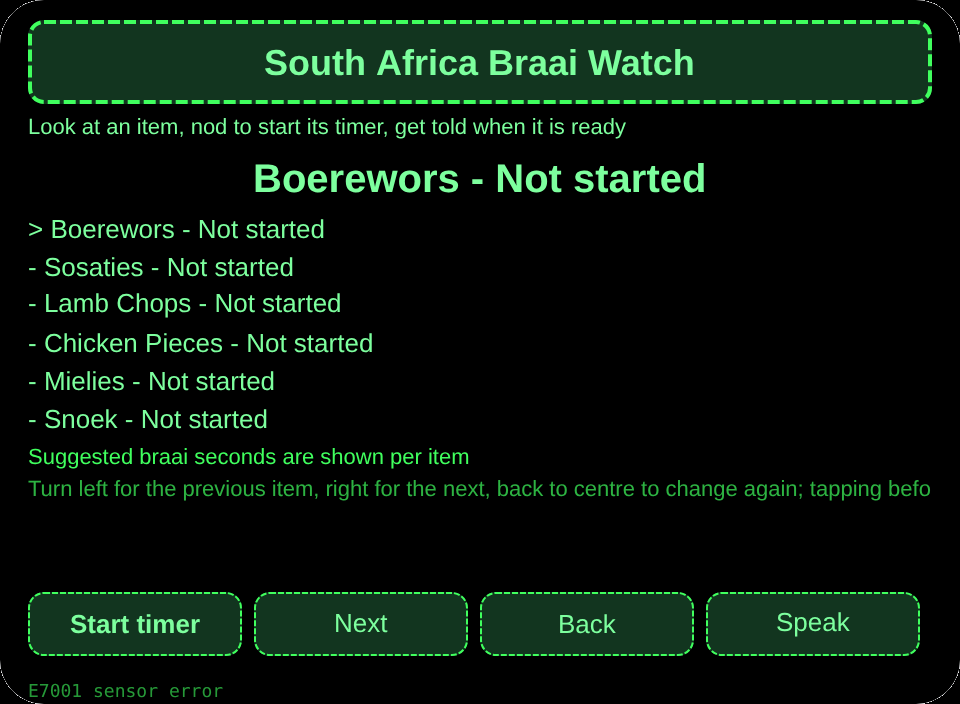 South Africa Braai Watch
Look at an item, nod to start its timer, get told when it is ready
Boerewors - Not started
> Boerewors - Not started
- Sosaties - Not started
- Lamb Chops - Not started
- Chicken Pieces - Not started
- Mielies - Not started
- Snoek - Not started
Suggested braai seconds are shown per item
Turn left for the previous item, right for the next, back to centre to change again; tapping befo
Start timer
Next
Back
Speak
E7001 sensor error